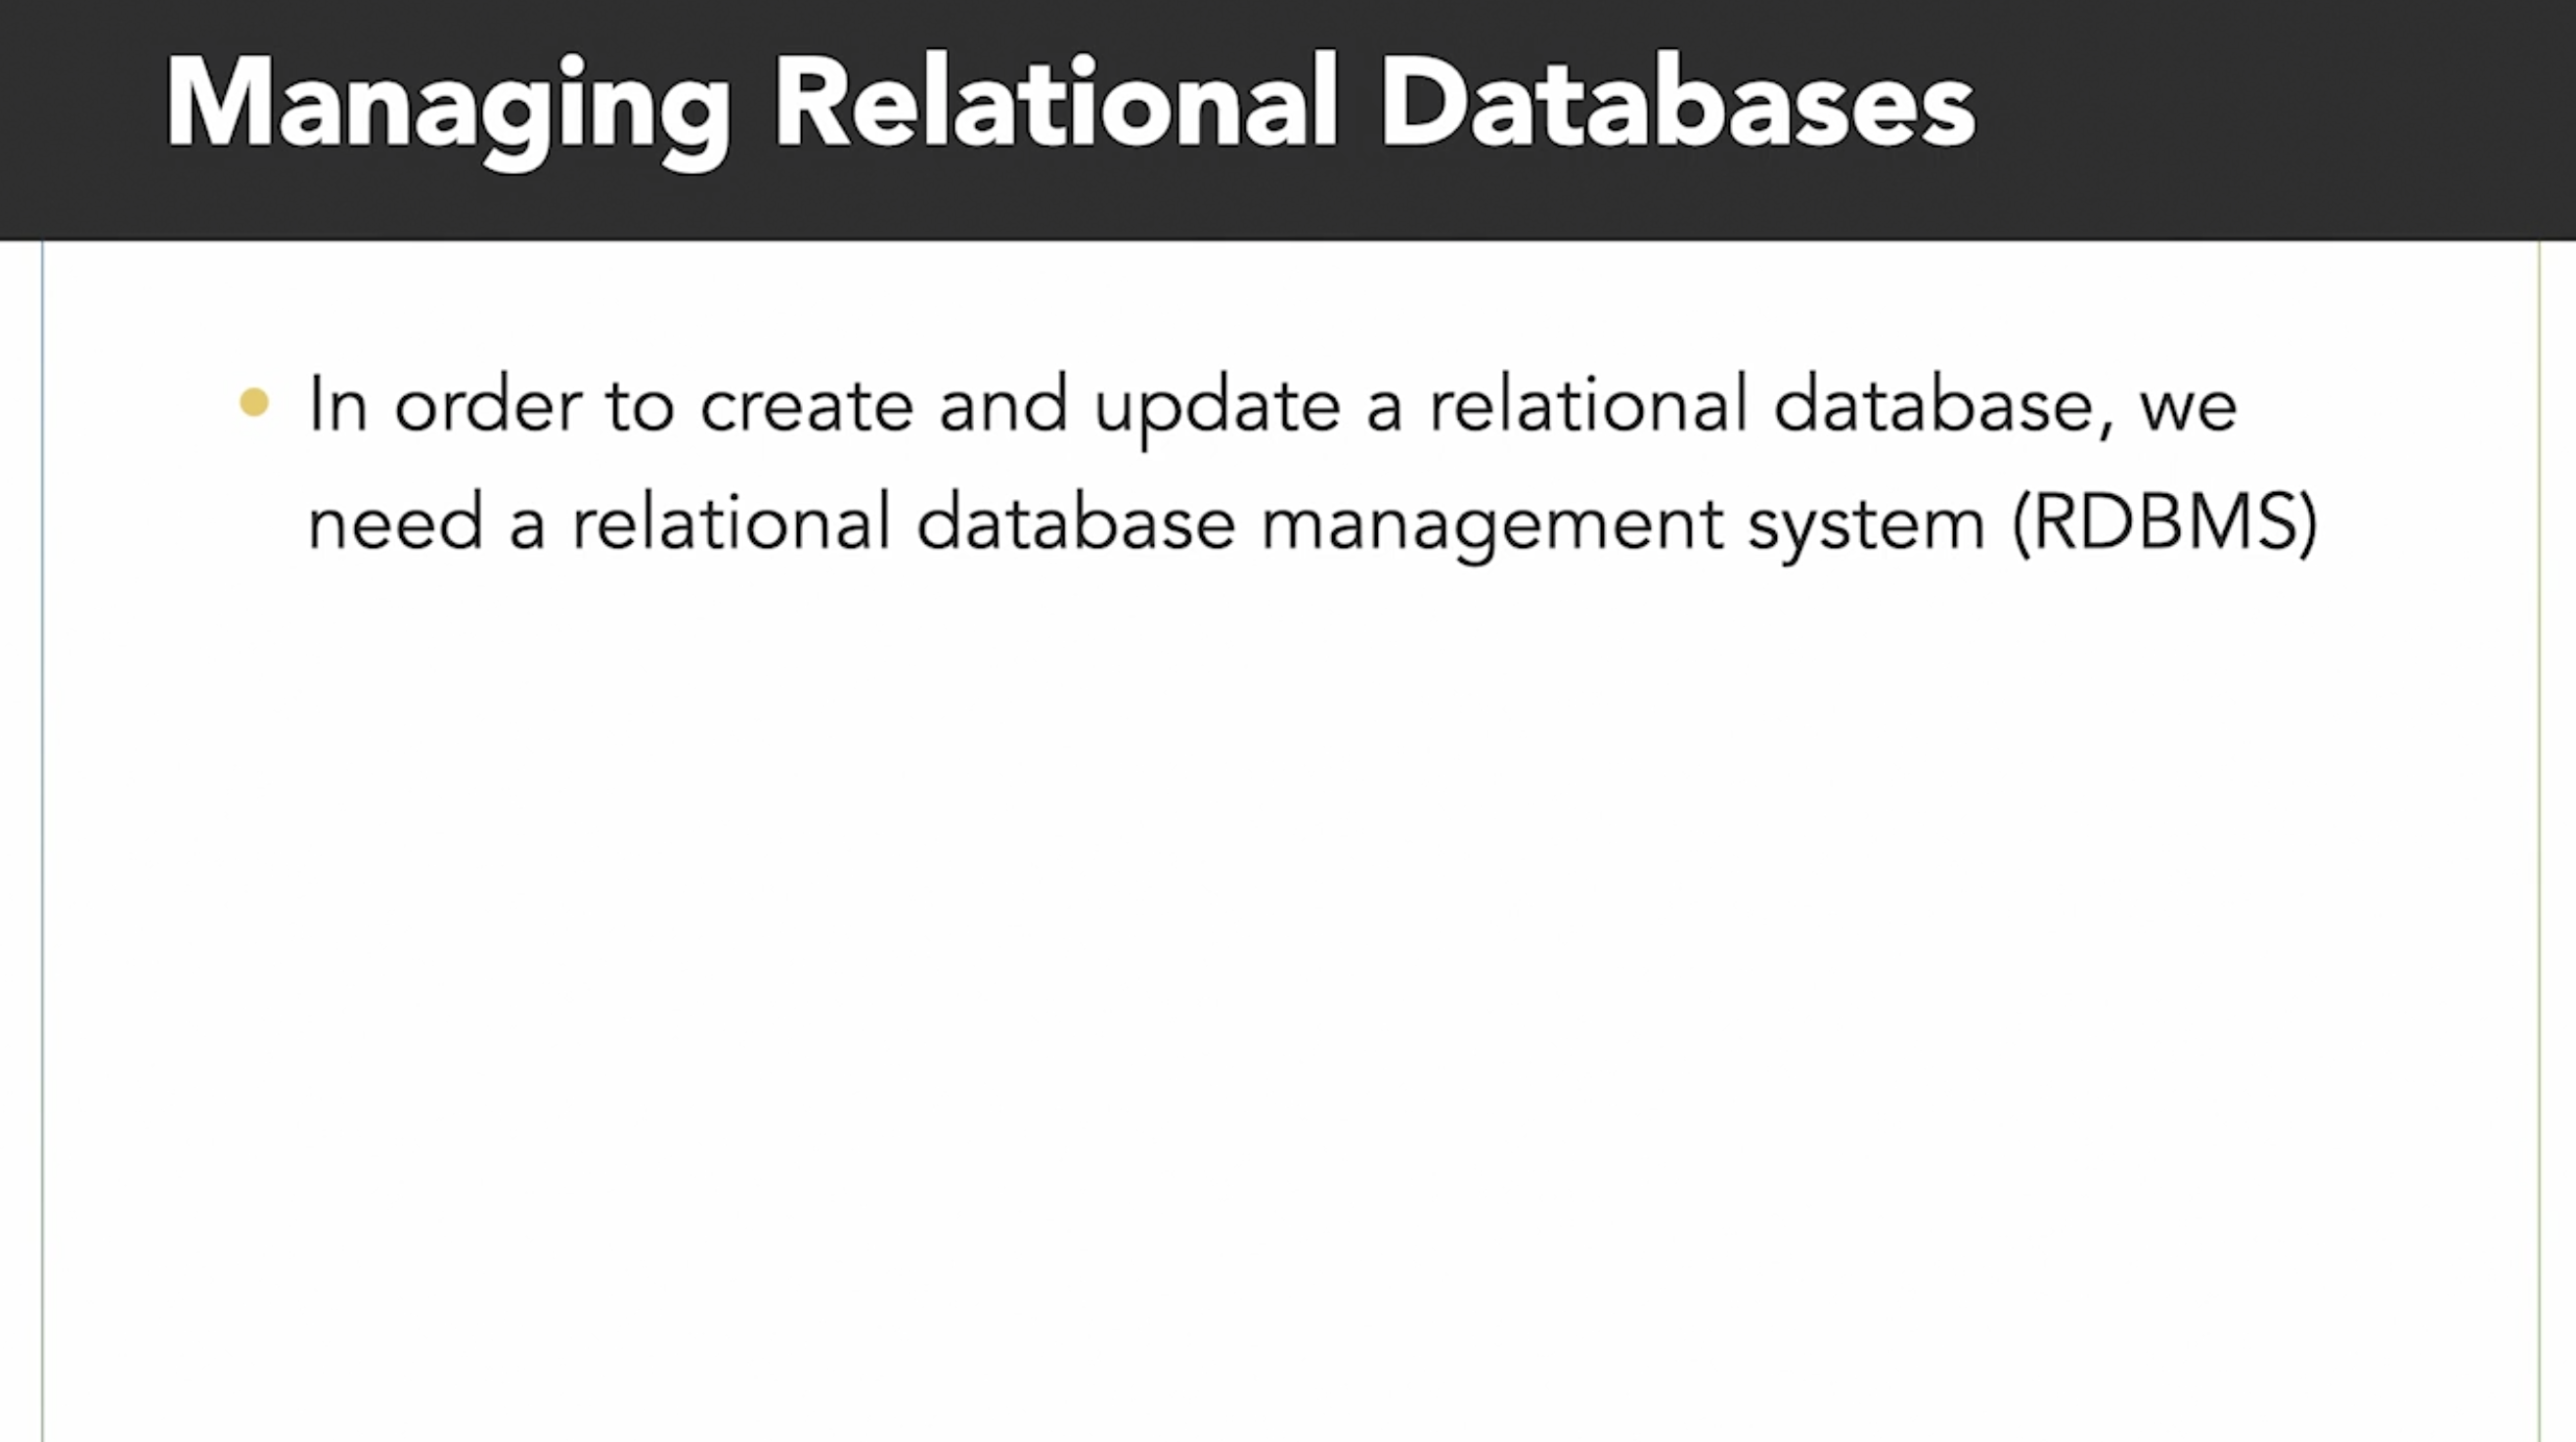 Managing Relational Databases
In order to create and update a relational database, we
need a relational database management system (RDBMS)